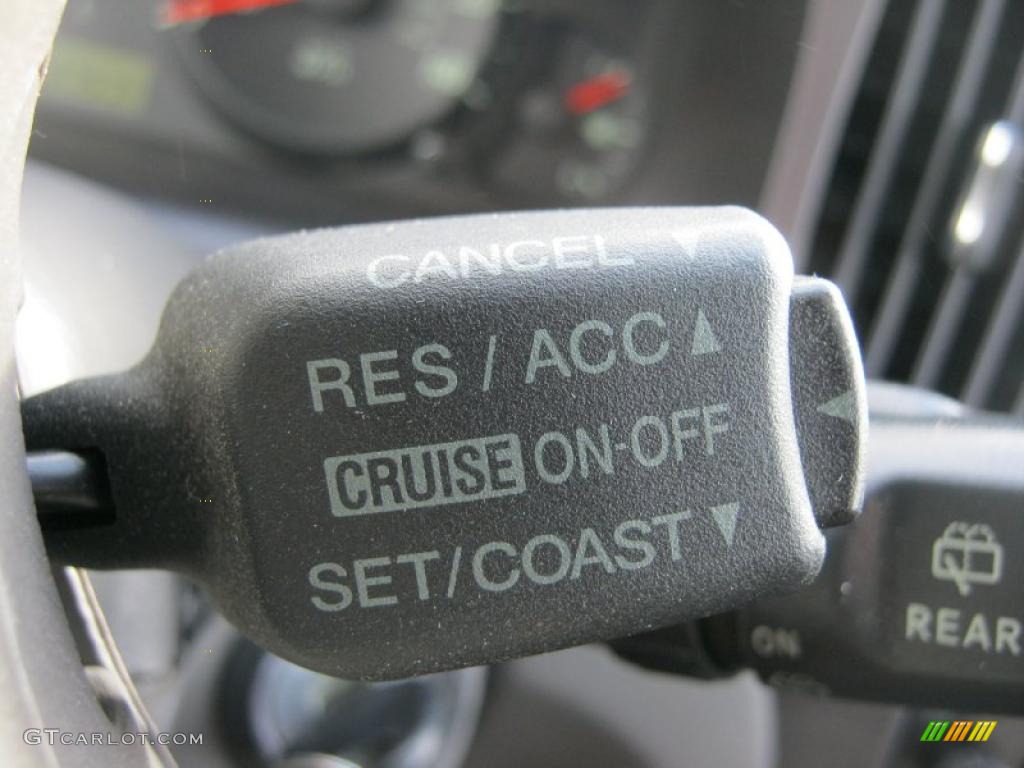 CANCEL
RES / ACC
CRUISE ON-OFF
SET/COAST
REAR
ON
GTCARLOT.COM